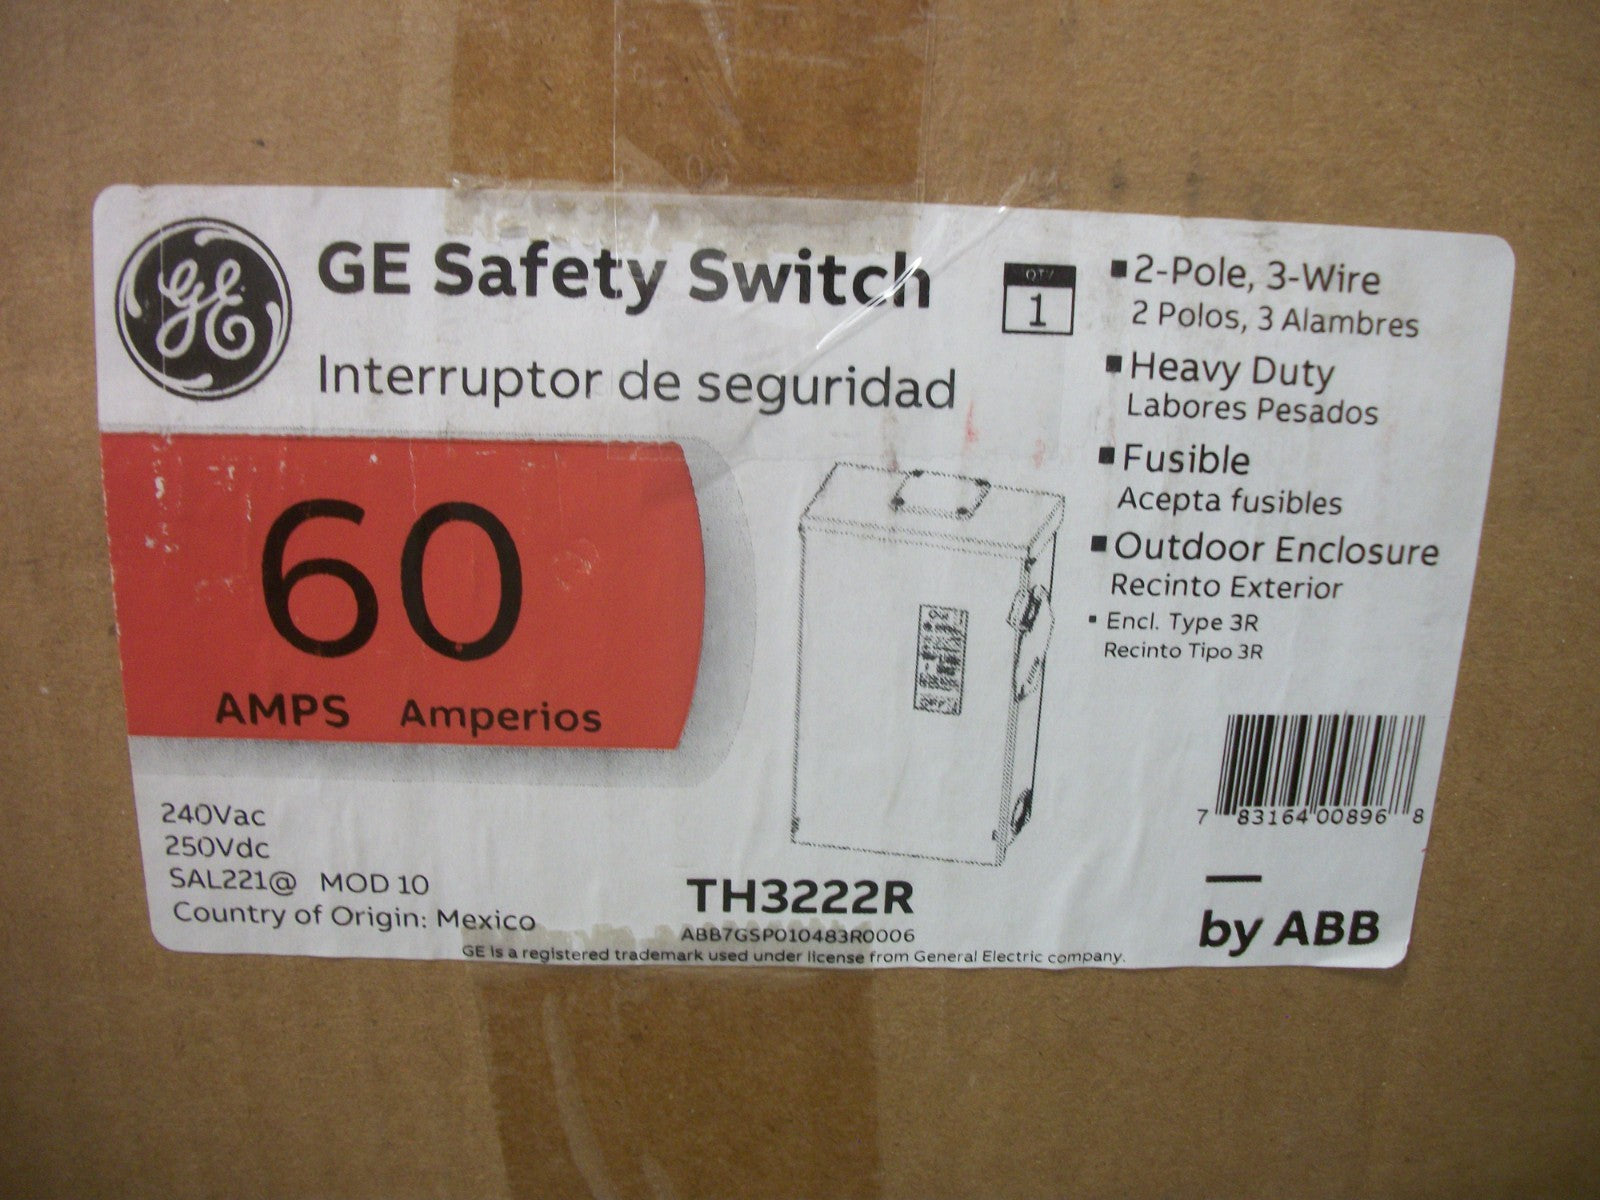 GE
GE Safety Switch
Interruptor de seguridad
QTY
1
■ 2-Pole, 3-Wire
2 Polos, 3 Alambres
■ Heavy Duty
Labores Pesados
■ Fusible
Acepta fusibles
■ Outdoor Enclosure
Recinto Exterior
▪ Encl. Type 3R
Recinto Tipo 3R
60
AMPS Amperios
240Vac
250Vdc
SAL221@ MOD 10
Country of Origin: Mexico
TH3222R
ABB7GSP010483R0006
GE is a registered trademark used under license from General Electric company.
7 83164 00896 8
by ABB